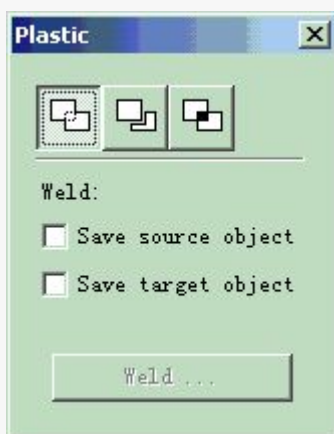 Plastic
Weld:
Save source object
Save target object
Weld ...